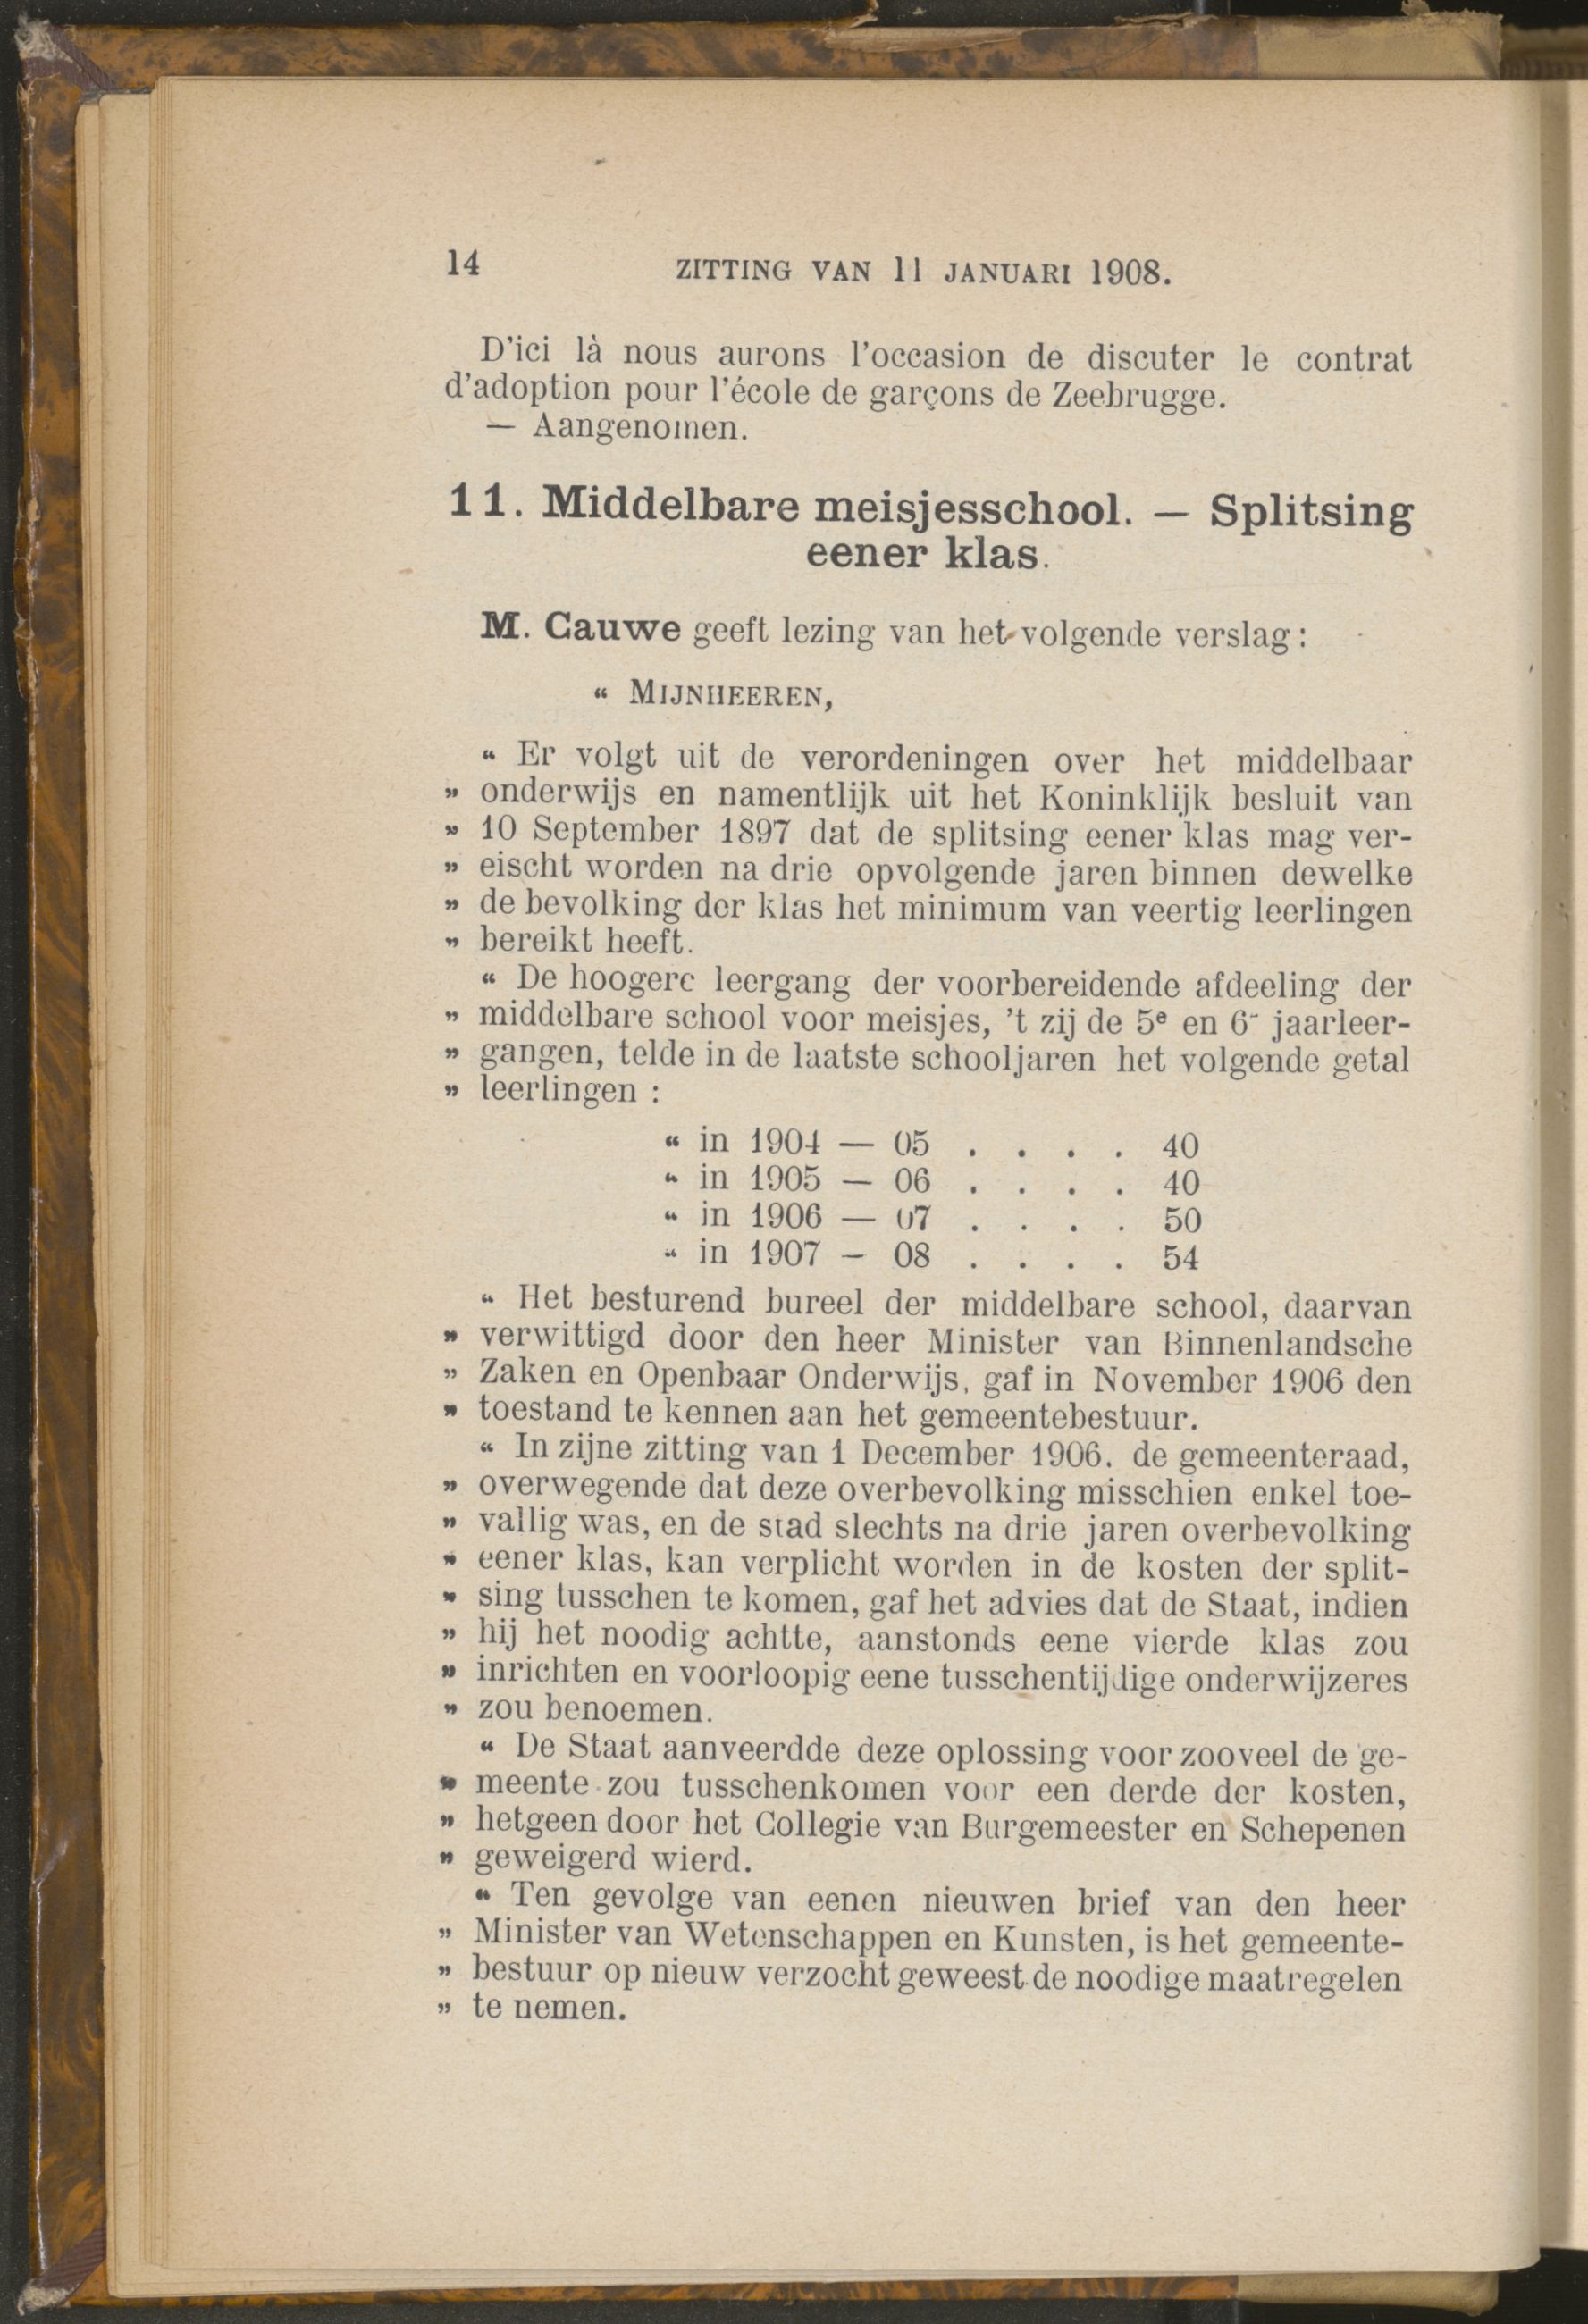 14 ZITTING VAN 11 JANUARI 1908.
D'ici là nous aurons l'occasion de discuter le contrat
d'adoption pour l'école de garçons de Zeebrugge.
— Aangenomen.
11. Middelbare meisjesschool. — Splitsing
eener klas.
M. Cauwe geeft lezing van het volgende verslag :
“ MIJNHEEREN,
“ Er volgt uit de verordeningen over het middelbaar
” onderwijs en namentlijk uit het Koninklijk besluit van
” 10 September 1897 dat de splitsing eener klas mag ver-
” eischt worden na drie opvolgende jaren binnen dewelke
” de bevolking der klas het minimum van veertig leerlingen
” bereikt heeft.
“ De hoogere leergang der voorbereidende afdeeling der
” middelbare school voor meisjes, 't zij de 5e en 6e jaarleer-
” gangen, telde in de laatste schooljaren het volgende getal
” leerlingen :
“ in 1904 — 05 . . . . 40
“ in 1905 — 06 . . . . 40
“ in 1906 — 07 . . . . 50
“ in 1907 — 08 . . . . 54
“ Het besturend bureel der middelbare school, daarvan
” verwittigd door den heer Minister van Binnenlandsche
” Zaken en Openbaar Onderwijs, gaf in November 1906 den
” toestand te kennen aan het gemeentebestuur.
“ In zijne zitting van 1 December 1906. de gemeenteraad,
” overwegende dat deze overbevolking misschien enkel toe-
” vallig was, en de stad slechts na drie jaren overbevolking
” eener klas, kan verplicht worden in de kosten der split-
” sing tusschen te komen, gaf het advies dat de Staat, indien
” hij het noodig achtte, aanstonds eene vierde klas zou
” inrichten en voorloopig eene tusschentijdige onderwijzeres
” zou benoemen.
“ De Staat aanveerdde deze oplossing voor zooveel de ge-
” meente zou tusschenkomen voor een derde der kosten,
” hetgeen door het Collegie van Burgemeester en Schepenen
” geweigerd wierd.
“ Ten gevolge van eenen nieuwen brief van den heer
” Minister van Wetenschappen en Kunsten, is het gemeente-
” bestuur op nieuw verzocht geweest de noodige maatregelen
” te nemen.